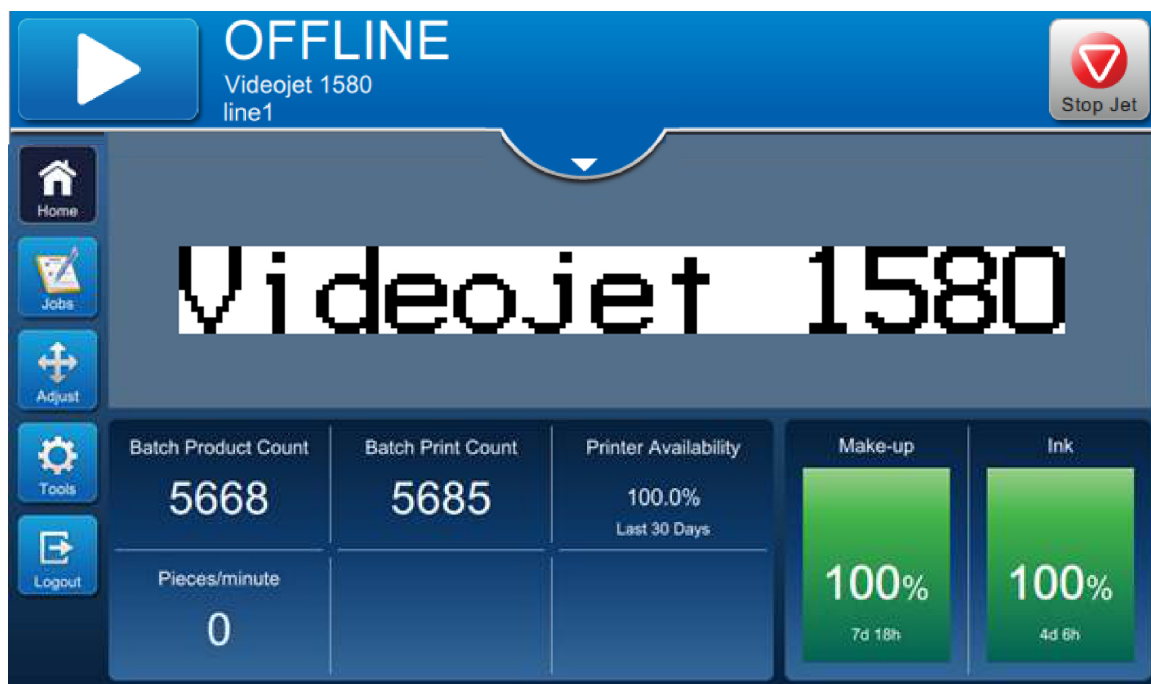 OFFLINE
Videojet 1580
line1
Stop Jet
Home
Jobs
Adjust
Tools
Logout
Videojet 1580
Batch Product Count
5668
Batch Print Count
5685
Printer Availability
100.0%
Last 30 Days
Pieces/minute
0
Make-up
100%
7d 18h
Ink
100%
4d 6h